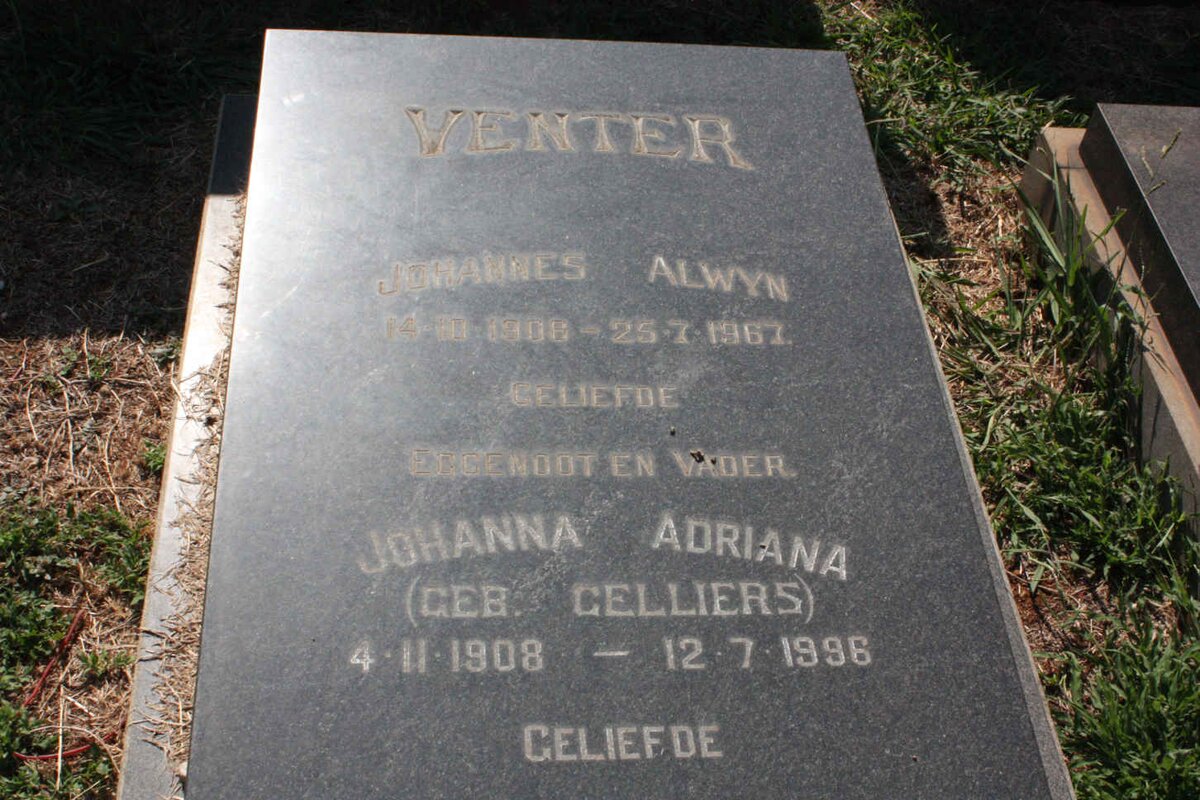 VENTER
JOHANNES ALWYN
14·10·1908 – 25·7·1967.
GELIEFDE
EGGENOOT EN VADER.
JOHANNA ADRIANA
(GEB. CELLIERS)
4·11·1908 – 12·7·1996
GELIEFDE